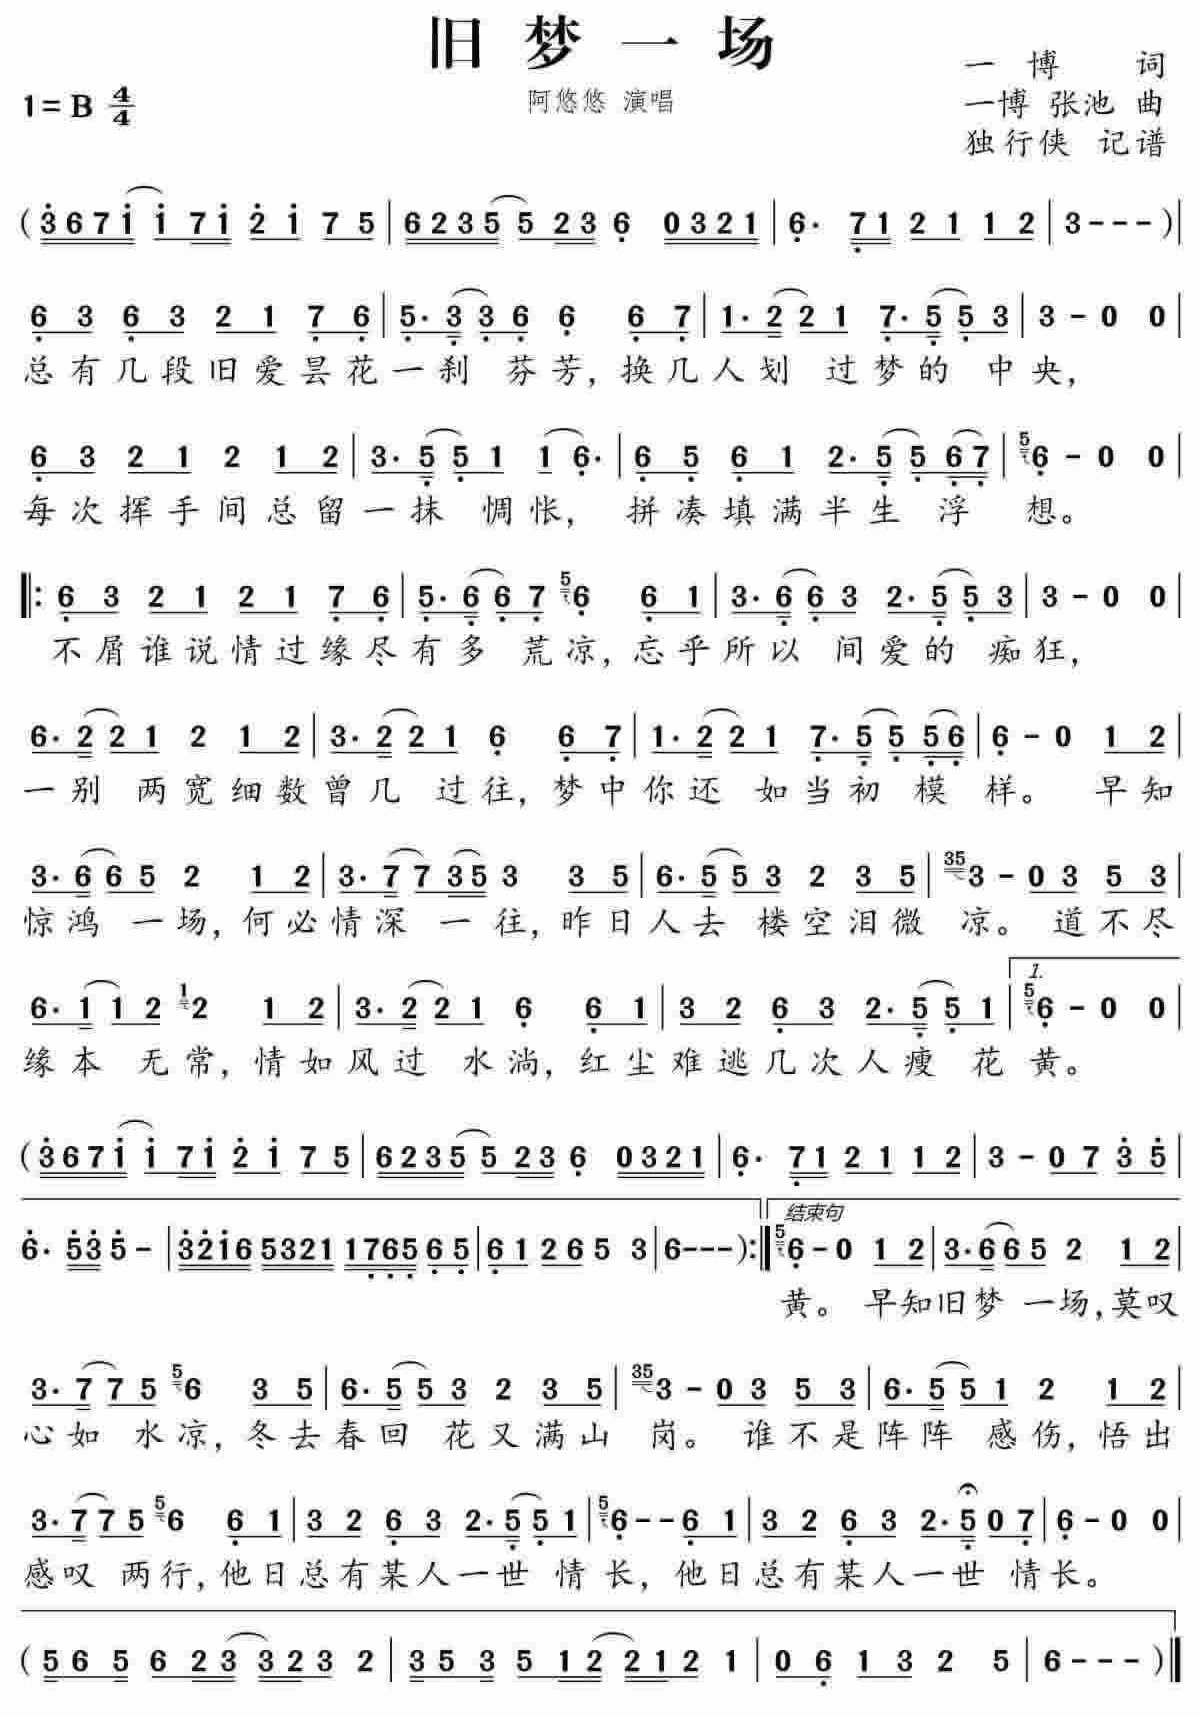 旧梦一场
一 博 词
1=B 4/4 阿悠悠 演唱 一博 张池 曲
独行侠 记谱
(3 6 7 1 1 7 1 2 1 7 5 | 6 2 3 5 5 2 3 6 0 3 2 1 | 6· 7 1 2 1 1 2 | 3 - - - )|
6 3 6 3 2 1 7 6 | 5· 3 3 6 6 6 7 | 1· 2 2 1 7· 5 5 3 | 3 - 0 0 |
总有几段旧爱昙花一刹 芬芳,换几人划 过梦的 中央,
6 3 2 1 2 1 2 | 3· 5 5 1 1 6· | 6 5 6 1 2· 5 5 6 7 | 5 6 - 0 0 |
每次挥手间总留一抹 惆怅, 拼凑填满半生 浮 想。
‖: 6 3 2 1 2 1 7 6 | 5· 6 6 7 5 6 6 1 | 3· 6 6 3 2· 5 5 3 | 3 - 0 0 |
不屑谁说情过缘尽有多 荒凉,忘乎所以 间爱的 痴狂,
6· 2 2 1 2 1 2 | 3· 2 2 1 6 6 7 | 1· 2 2 1 7· 5 5 5 6 | 6 - 0 1 2 |
一别 两宽细数曾几 过往,梦中你还 如当初 模 样。 早知
3· 6 6 5 2 1 2 | 3· 7 7 3 5 3 3 5 | 6· 5 5 3 2 3 5 | 35 3 - 0 3 5 3 |
惊鸿 一场,何必情深 一往,昨日人去 楼空泪微 凉。 道不尽
1.
6· 1 1 2 1 2 1 2 | 3· 2 2 1 6 6 1 | 3 2 6 3 2· 5 5 1 | 5 6 - 0 0 |
缘本 无常,情如风过 水淌,红尘难逃几次人瘦 花 黄。
(3 6 7 1 1 7 1 2 1 7 5 | 6 2 3 5 5 2 3 6 0 3 2 1 | 6· 7 1 2 1 1 2 | 3 - 0 7 3 5 |
结束句
6· 5 3 5 - | 3 2 1 6 5 3 2 1 1 7 6 5 6 5 | 6 1 2 6 5 3 | 6 - - - ):‖ 5 6 - 0 1 2 | 3· 6 6 5 2 1 2 |
黄。 早知旧梦 一场,莫叹
3· 7 7 5 5 6 3 5 | 6· 5 5 3 2 3 5 | 35 3 - 0 3 5 3 | 6· 5 5 1 2 1 2 |
心如 水凉,冬去春回 花又满山 岗。 谁不是阵阵 感伤,悟出
3· 7 7 5 5 6 6 1 | 3 2 6 3 2· 5 5 1 | 5 6 - - 6 1 | 3 2 6 3 2· 5 0 7 | 6 - 0 0 |
感叹 两行,他日总有某人一世 情长, 他日总有某人一世 情长。
( 5 6 5 6 2 3 3 2 3 2 | 3 5 3 5 1 2 2 1 2 1 | 0 6 1 3 2 5 | 6 - - - )‖